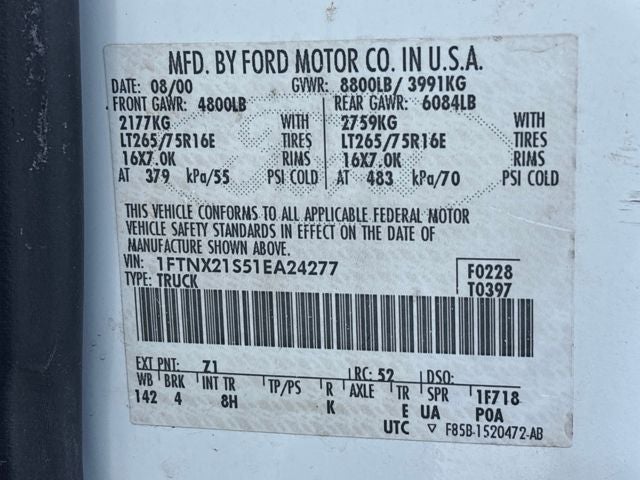 MFD. BY FORD MOTOR CO. IN U.S.A.
DATE: 08/00 GVWR: 8800LB/ 3991KG
FRONT GAWR: 4800LB REAR GAWR: 6084LB
2177KG WITH 2759KG WITH
LT265/75R16E TIRES LT265/75R16E TIRES
16X7.0K RIMS 16X7.0K RIMS
AT 379 kPa/55 PSI COLD AT 483 kPa/70 PSI COLD
THIS VEHICLE CONFORMS TO ALL APPLICABLE FEDERAL MOTOR
VEHICLE SAFETY STANDARDS IN EFFECT ON THE DATE OF
MANUFACTURE SHOWN ABOVE.
VIN: 1FTNX21S51EA24277 F0228
TYPE: TRUCK T0397
EXT PNT: Z1 RC: 52 DSO:
WB BRK INT TR TP/PS R AXLE TR SPR 1F718
142 4 8H K E UA POA
UTC ▽ F85B-1520472-AB